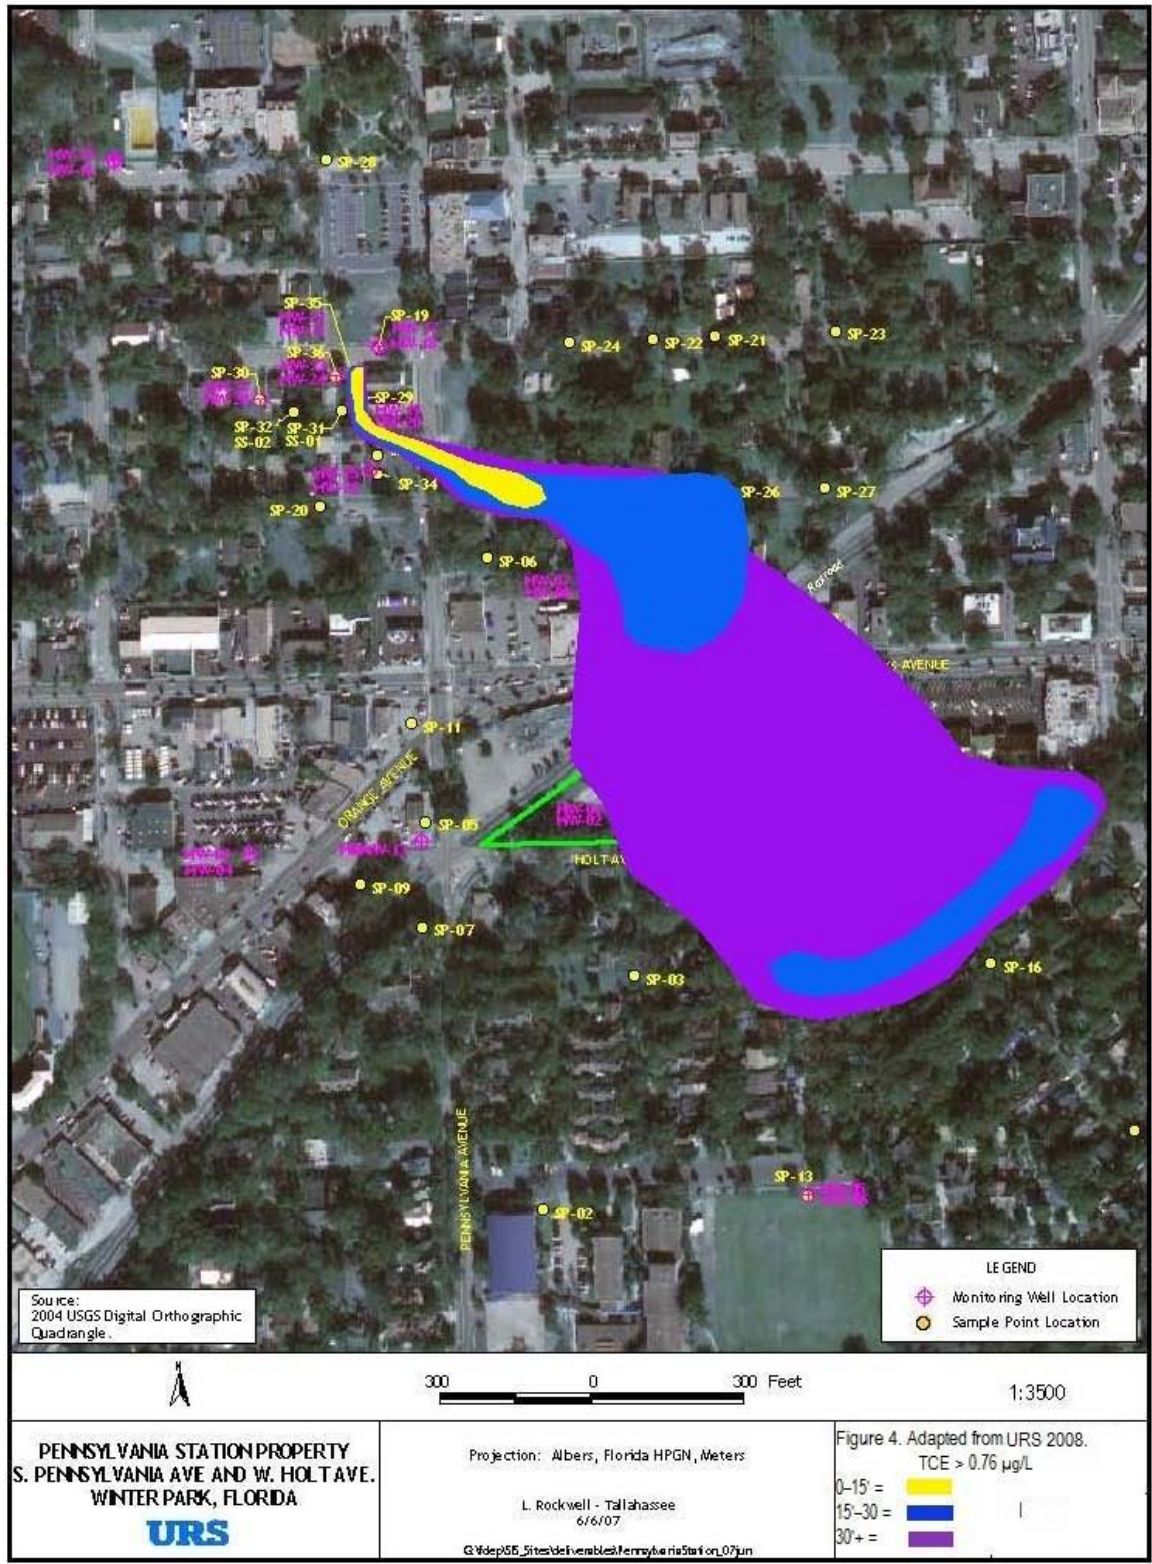 SP-28
SP-35
SP-19
SP-24
SP-22
SP-21
SP-23
SP-36
SP-30
SP-29
SP-32
SP-31
SS-02
SS-01
SP-34
SP-26
SP-27
SP-20
SP-06
Railroad
AVENUE
SP-11
ORANGE AVENUE
SP-05
HOLT AV
SP-09
SP-07
SP-03
SP-16
PENNSYLVANIA AVENUE
SP-13
SP-02
LEGEND
Monitoring Well Location
Sample Point Location
Source:
2004 USGS Digital Orthographic
Quadrangle.
N
300 0 300 Feet
1:3500
PENNSYLVANIA STATION PROPERTY
S. PENNSYLVANIA AVE AND W. HOLT AVE.
WINTER PARK, FLORIDA
URS
Projection: Albers, Florida HPGN, Meters
L. Rockwell - Tallahassee
6/6/07
Figure 4. Adapted from URS 2008.
TCE > 0.76 µg/L
0–15' =
15'–30 =
30'+ =